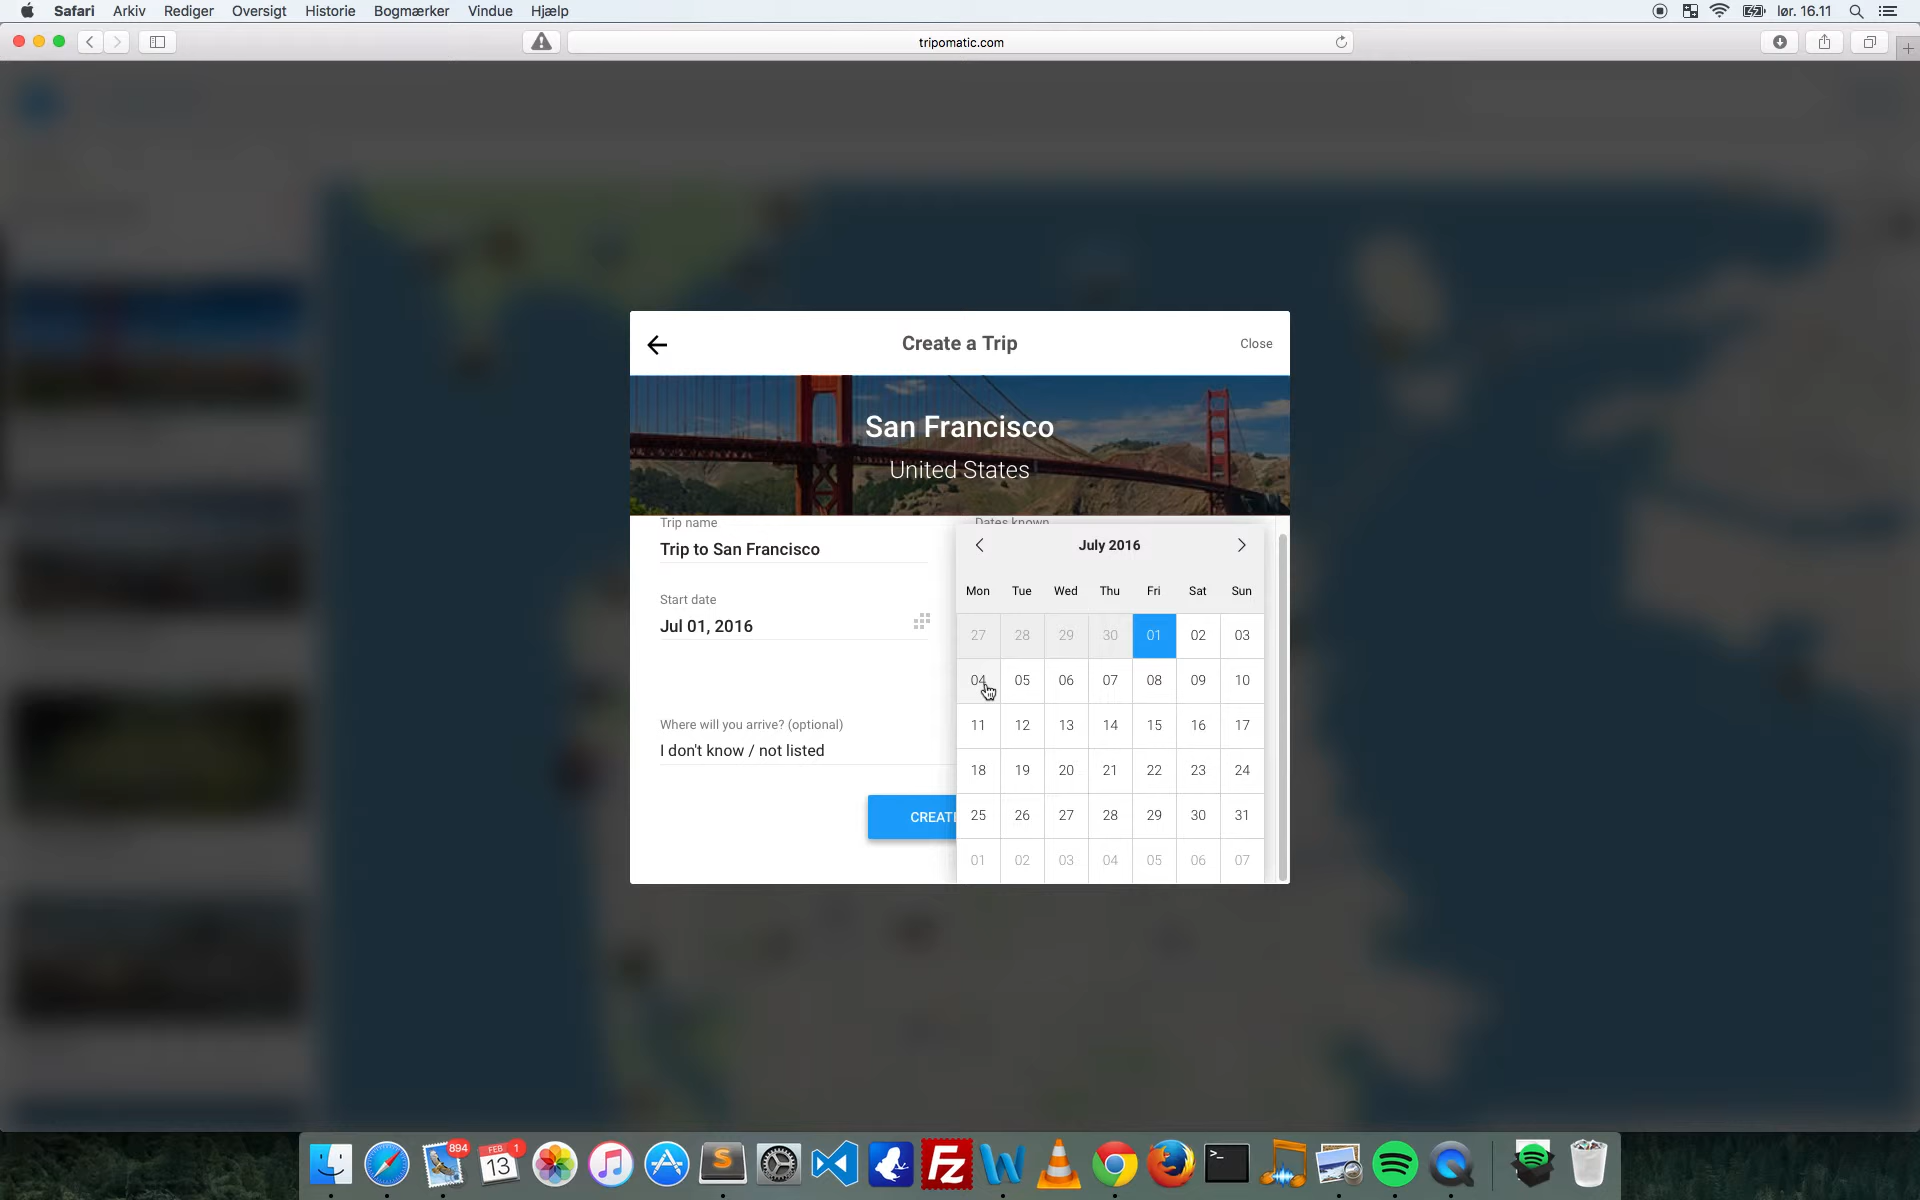 Safari Arkiv Rediger Oversigt Historie Bogmærker Vindue Hjælp lør. 16.11
tripomatic.com
Create a Trip
Close
San Francisco
United States
Trip name
Dates known
Trip to San Francisco
Start date
Jul 01, 2016
Where will you arrive? (optional)
I don't know / not listed
CREATE
July 2016
Mon Tue Wed Thu Fri Sat Sun
27 28 29 30 01 02 03
04 05 06 07 08 09 10
11 12 13 14 15 16 17
18 19 20 21 22 23 24
25 26 27 28 29 30 31
01 02 03 04 05 06 07
894
FEB 1
13
S
Fz
W
>_